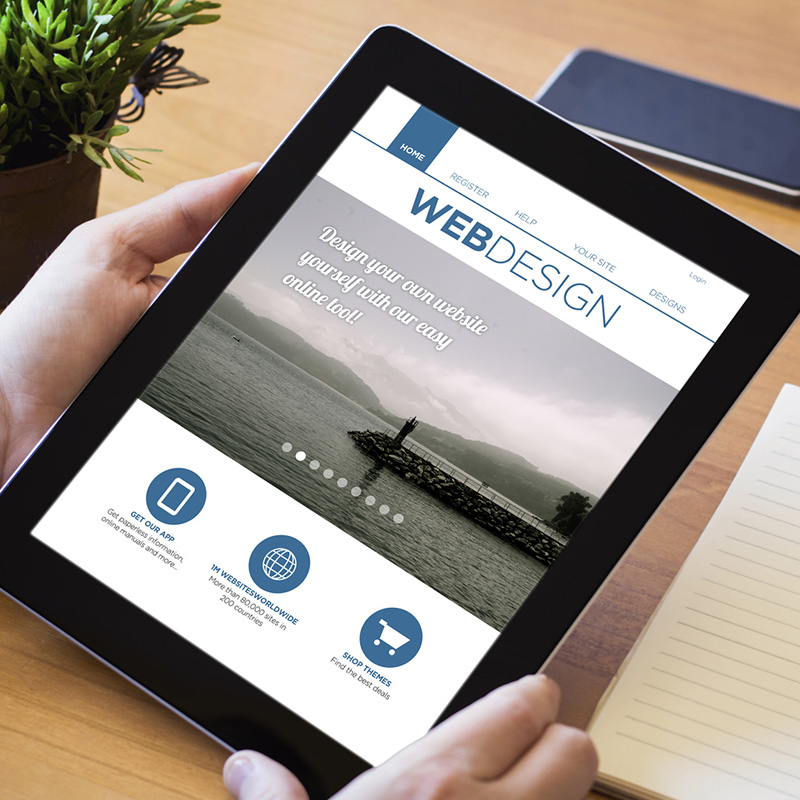 HOME
REGISTER
HELP
YOUR SITE
DESIGNS
Login
WEBDESIGN
Design your own website
yourself with our easy
online tool!
GET OUR APP
Get paperless information,
online manuals and more...
1M WEBSITESWORLDWIDE
More than 80.000 sites in
200 countries
SHOP THEMES
Find the best deals